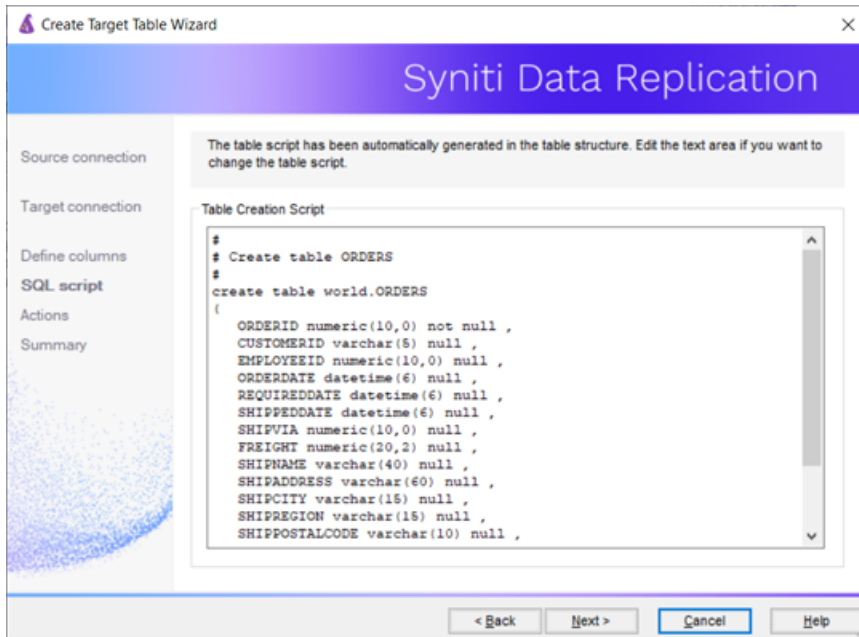 Create Target Table Wizard
Syniti Data Replication
Source connection
Target connection
Define columns
SQL script
Actions
Summary
The table script has been automatically generated in the table structure. Edit the text area if you want to
change the table script.
Table Creation Script
#
# Create table ORDERS
#
create table world.ORDERS
(
ORDERID numeric(10,0) not null ,
CUSTOMERID varchar(5) null ,
EMPLOYEEID numeric(10,0) null ,
ORDERDATE datetime(6) null ,
REQUIREDDATE datetime(6) null ,
SHIPPEDDATE datetime(6) null ,
SHIPVIA numeric(10,0) null ,
FREIGHT numeric(20,2) null ,
SHIPNAME varchar(40) null ,
SHIPADDRESS varchar(60) null ,
SHIPCITY varchar(15) null ,
SHIPREGION varchar(15) null ,
SHIPPOSTALCODE varchar(10) null ,
< Back
Next >
Cancel
Help